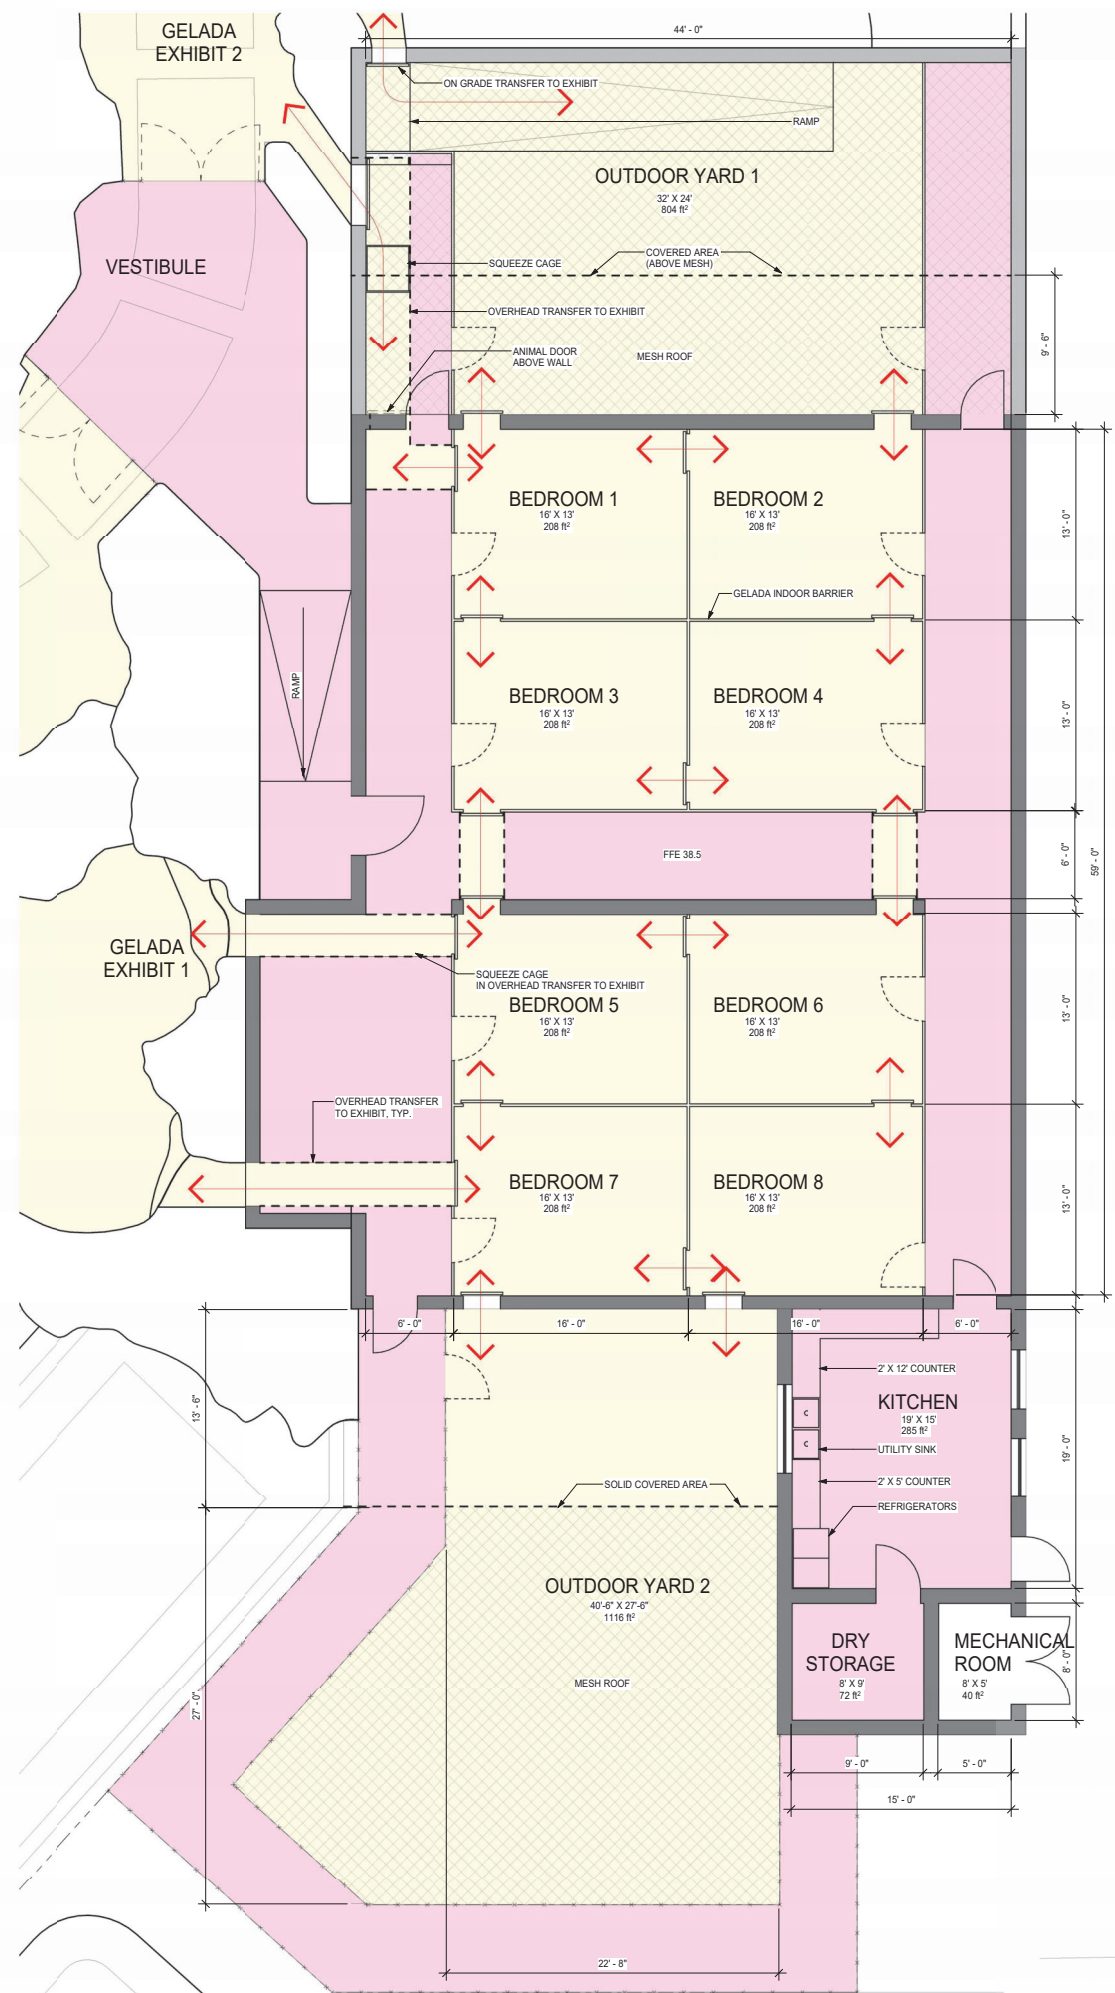 GELADA
EXHIBIT 2
44' - 0"
ON GRADE TRANSFER TO EXHIBIT
RAMP
OUTDOOR YARD 1
32' X 24'
804 ft²
VESTIBULE
COVERED AREA
(ABOVE MESH)
SQUEEZE CAGE
OVERHEAD TRANSFER TO EXHIBIT
9' - 6"
ANIMAL DOOR
ABOVE WALL
MESH ROOF
BEDROOM 1
16' X 13'
208 ft²
BEDROOM 2
16' X 13'
208 ft²
13' - 0"
GELADA INDOOR BARRIER
RAMP
BEDROOM 3
16' X 13'
208 ft²
BEDROOM 4
16' X 13'
208 ft²
13' - 0"
FFE 38.5
6' - 0"
59' - 0"
GELADA
EXHIBIT 1
SQUEEZE CAGE
IN OVERHEAD TRANSFER TO EXHIBIT
BEDROOM 5
16' X 13'
208 ft²
BEDROOM 6
16' X 13'
208 ft²
13' - 0"
OVERHEAD TRANSFER
TO EXHIBIT, TYP.
BEDROOM 7
16' X 13'
208 ft²
BEDROOM 8
16' X 13'
208 ft²
13' - 0"
6' - 0"
16' - 0"
16' - 0"
6' - 0"
13' - 6"
2' X 12' COUNTER
KITCHEN
19' X 15'
285 ft²
C
C
UTILITY SINK
19' - 0"
2' X 5' COUNTER
SOLID COVERED AREA
REFRIGERATORS
OUTDOOR YARD 2
40'-6" X 27'-6"
1116 ft²
MESH ROOF
27' - 0"
DRY
STORAGE
8' X 9'
72 ft²
MECHANICAL
ROOM
8' X 5'
40 ft²
8' - 0"
9' - 0"
5' - 0"
15' - 0"
22' - 8"